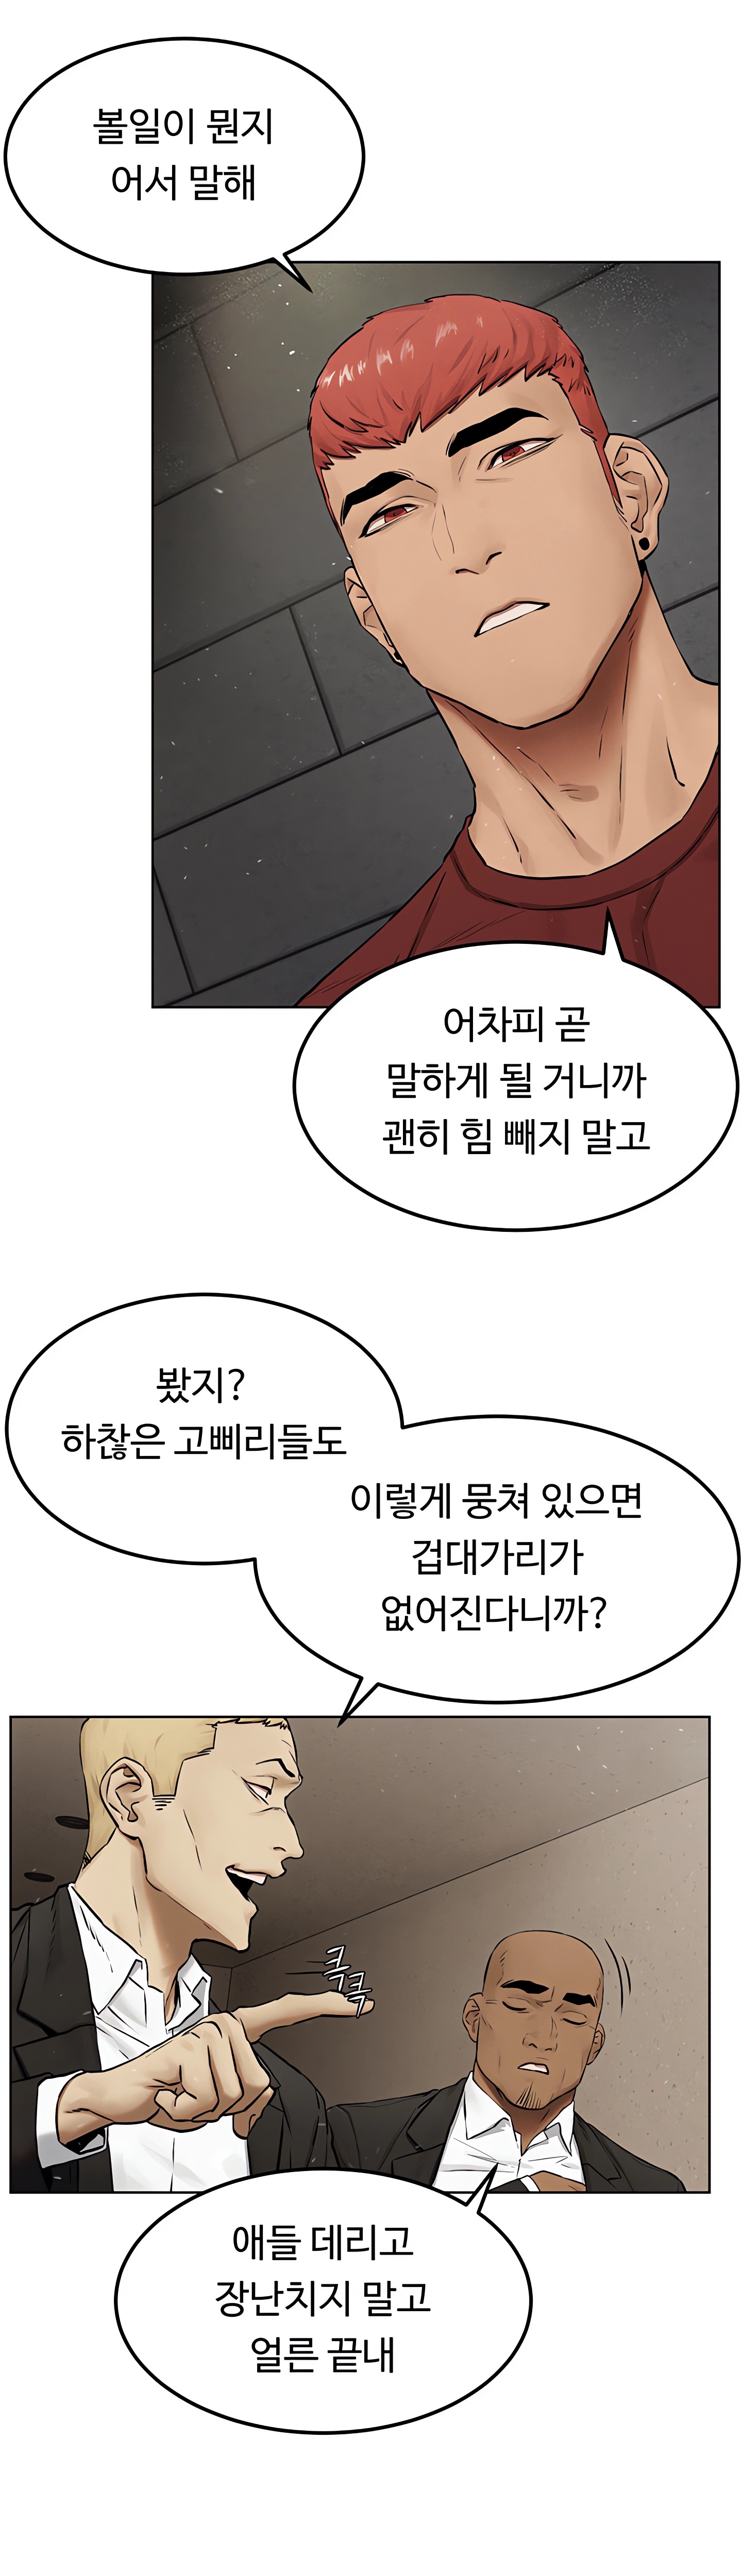 볼일이 뭔지
어서 말해
어차피 곧
말하게 될 거니까
괜히 힘 빼지 말고
봤지?
하찮은 고삐리들도
이렇게 뭉쳐 있으면
겁대가리가
없어진다니까?
큭큭
애들 데리고
장난치지 말고
얼른 끝내